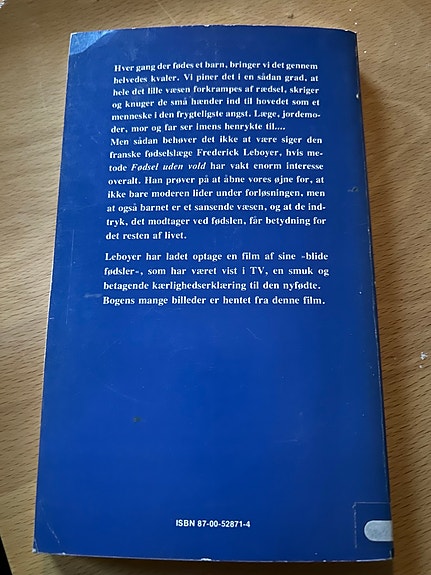 Hver gang der fødes et barn, bringer vi det gennem
helvedes kvaler. Vi piner det i en sådan grad, at
hele det lille væsen forkrampes af rædsel, skriger
og knuger de små hænder ind til hovedet som et
menneske i den frygteligste angst. Læge, jordemo-
der, mor og far ser imens henrykte til....
Men sådan behøver det ikke at være siger den
franske fødselslæge Frederick Leboyer, hvis me-
tode Fødsel uden vold har vakt enorm interesse
overalt. Han prøver på at åbne vores øjne for, at
ikke bare moderen lider under forløsningen, men
at også barnet er et sansende væsen, og at de ind-
tryk, det modtager ved fødslen, får betydning for
det resten af livet.
Leboyer har ladet optage en film af sine »blide
fødsler«, som har været vist i TV, en smuk og
betagende kærlighedserklæring til den nyfødte.
Bogens mange billeder er hentet fra denne film.
ISBN 87-00-52871-4